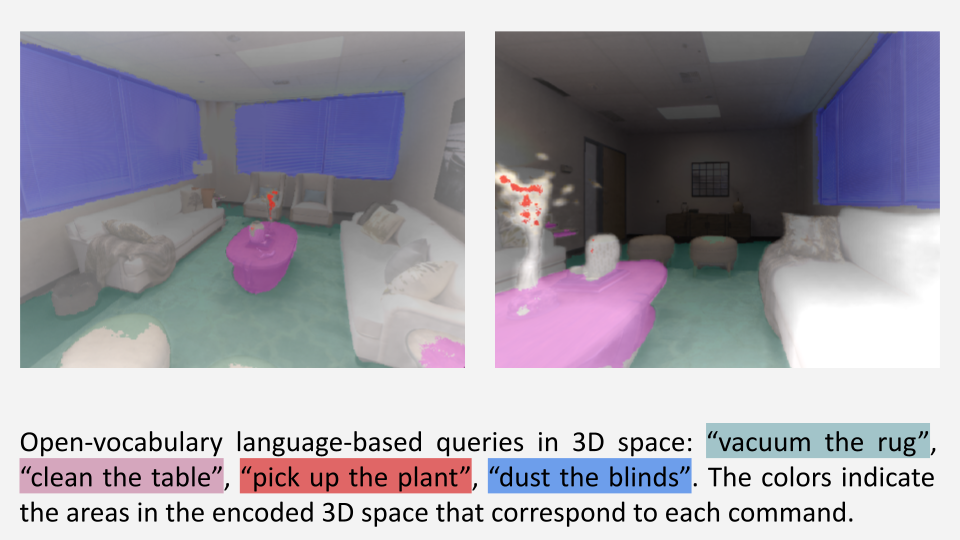 Open-vocabulary language-based queries in 3D space: “vacuum the rug”,
“clean the table”, “pick up the plant”, “dust the blinds”. The colors indicate
the areas in the encoded 3D space that correspond to each command.